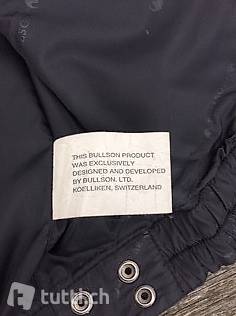 THIS BULLSON PRODUCT
WAS EXCLUSIVELY
DESIGNED AND DEVELOPED
BY BULLSON. LTD.
KOELLIKEN, SWITZERLAND
tutti.ch